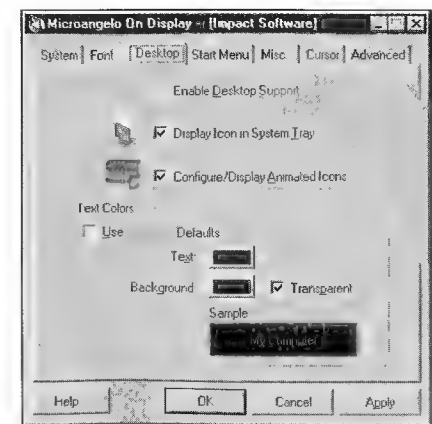 Microangelo On Display - [Impact Software]
System Font Desktop Start Menu Misc. Cursor Advanced
Enable Desktop Support
Display Icon in System Tray
Configure/Display Animated Icons
Text Colors
Use Defaults
Text
Background Transparent
Sample
My Computer
Help OK Cancel Apply